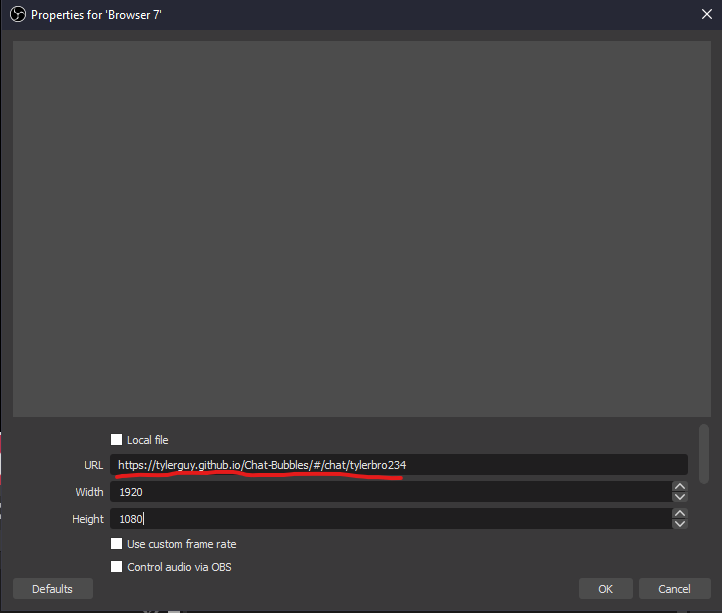 Properties for 'Browser 7'
Local file
URL https://tylerguy.github.io/Chat-Bubbles/#/chat/tylerbro234
Width 1920
Height 1080
Use custom frame rate
Control audio via OBS
Defaults OK Cancel